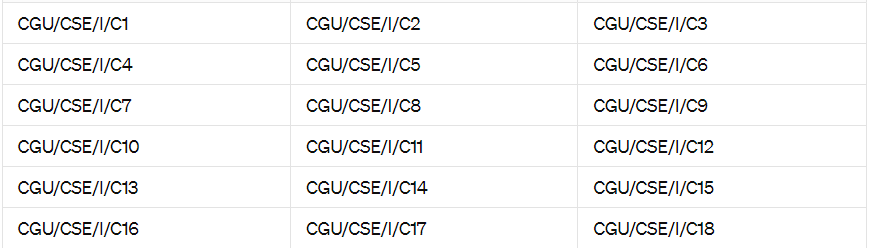 CGU/CSE/I/C1 CGU/CSE/I/C2 CGU/CSE/I/C3
CGU/CSE/I/C4 CGU/CSE/I/C5 CGU/CSE/I/C6
CGU/CSE/I/C7 CGU/CSE/I/C8 CGU/CSE/I/C9
CGU/CSE/I/C10 CGU/CSE/I/C11 CGU/CSE/I/C12
CGU/CSE/I/C13 CGU/CSE/I/C14 CGU/CSE/I/C15
CGU/CSE/I/C16 CGU/CSE/I/C17 CGU/CSE/I/C18